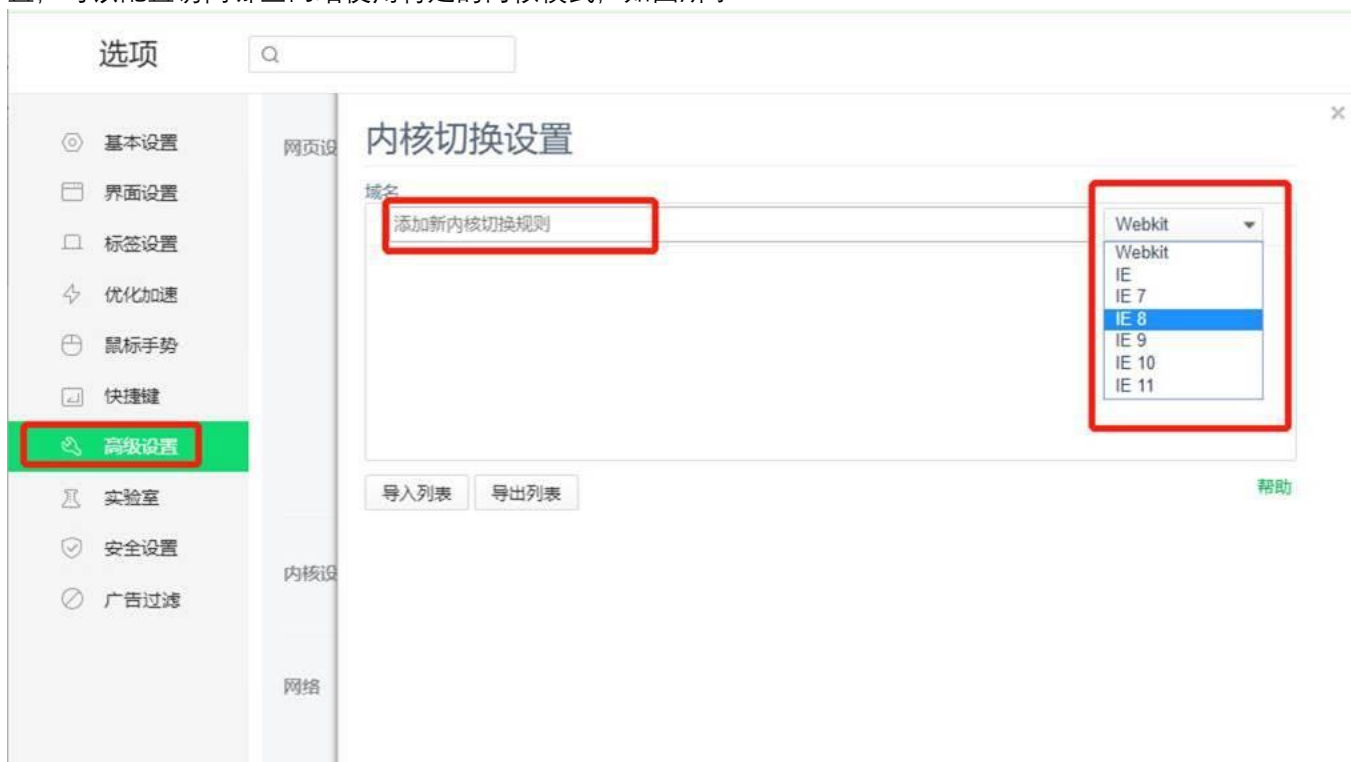 选项
基本设置
界面设置
标签设置
优化加速
鼠标手势
快捷键
高级设置
实验室
安全设置
广告过滤
网页设
内核设
网络
内核切换设置
域名
添加新内核切换规则
Webkit
Webkit
IE
IE 7
IE 8
IE 9
IE 10
IE 11
导入列表 导出列表
帮助